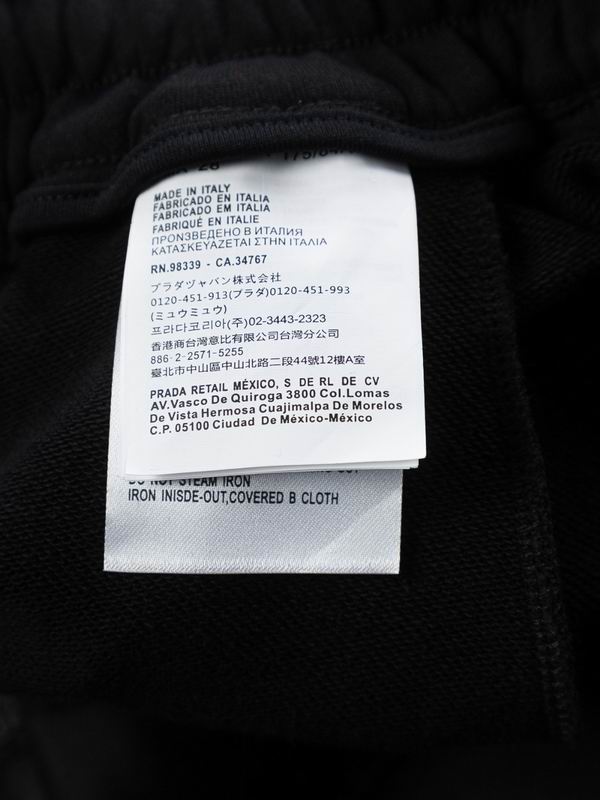 MADE IN ITALY
FABRICADO EN ITALIA
FABRICADO EM ITALIA
FABRIQUÉ EN ITALIE
ПРОNЗВЕДЕНО В ИТАЛИЯ
ΚΑΤΑΣΚΕΥΑΖΕΤΑΙ ΣΤΗΝ ΙΤΑΛΙΑ
RN.98339 - CA.34767
プラダヅャバン株式会社
0120-451-913(プラダ)0120-451-993
(ミュウミュウ)
프라다코리아(주)02-3443-2323
香港商台灣意比有限公司台灣分公司
886-2-2571-5255
臺北市中山區中山北路二段44號12樓A室
PRADA RETAIL MÉXICO, S DE RL DE CV
AV.Vasco De Quiroga 3800 Col.Lomas
De Vista Hermosa Cuajimalpa De Morelos
C.P. 05100 Ciudad De México-México
DO NOT STEAM IRON
IRON INISDE-OUT,COVERED B CLOTH